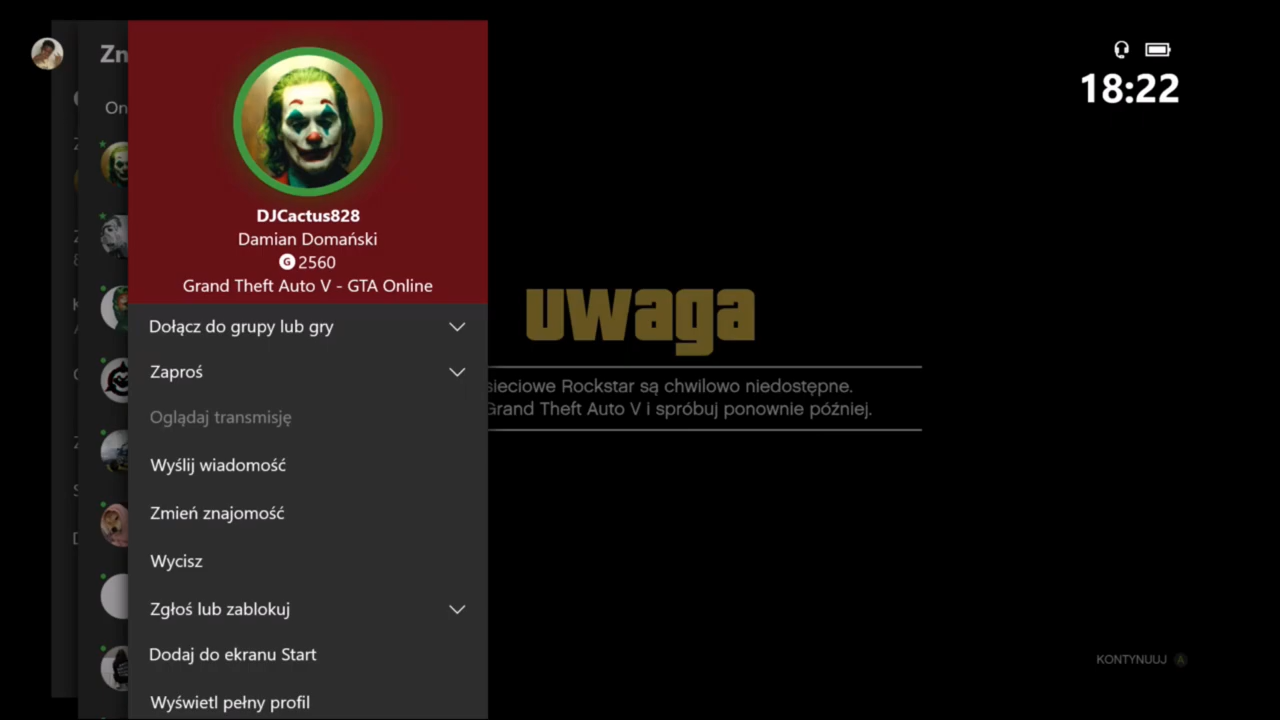 Zn
On
18:22
DJCactus828
Damian Domański
G 2560
Grand Theft Auto V - GTA Online
Dołącz do grupy lub gry
Zaproś
Oglądaj transmisję
Wyślij wiadomość
Zmień znajomość
Wycisz
Zgłoś lub zablokuj
Dodaj do ekranu Start
Wyświetl pełny profil
uwaga
sieciowe Rockstar są chwilowo niedostępne.
Grand Theft Auto V i spróbuj ponownie później.
KONTYNUUJ A